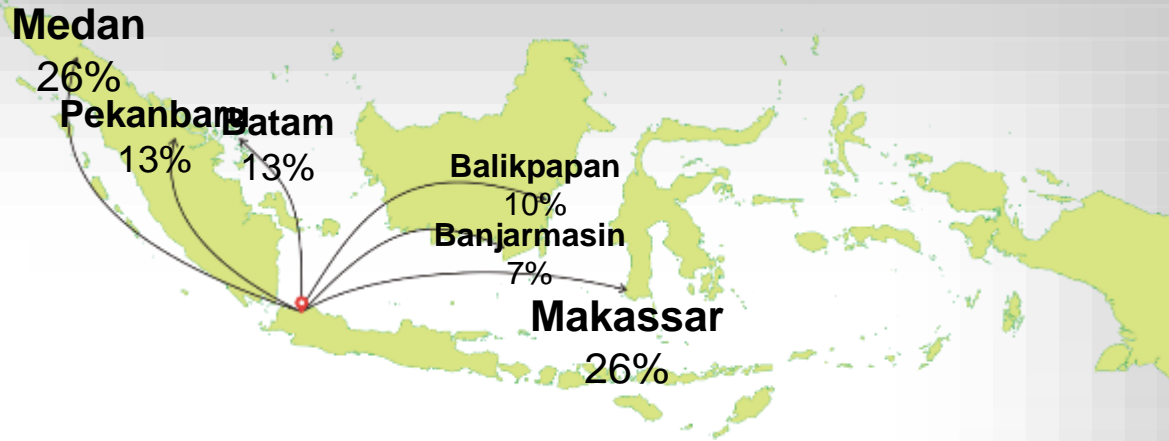 Medan
26%
Pekanbaru
13%
Batam
13%
Balikpapan
10%
Banjarmasin
7%
Makassar
26%